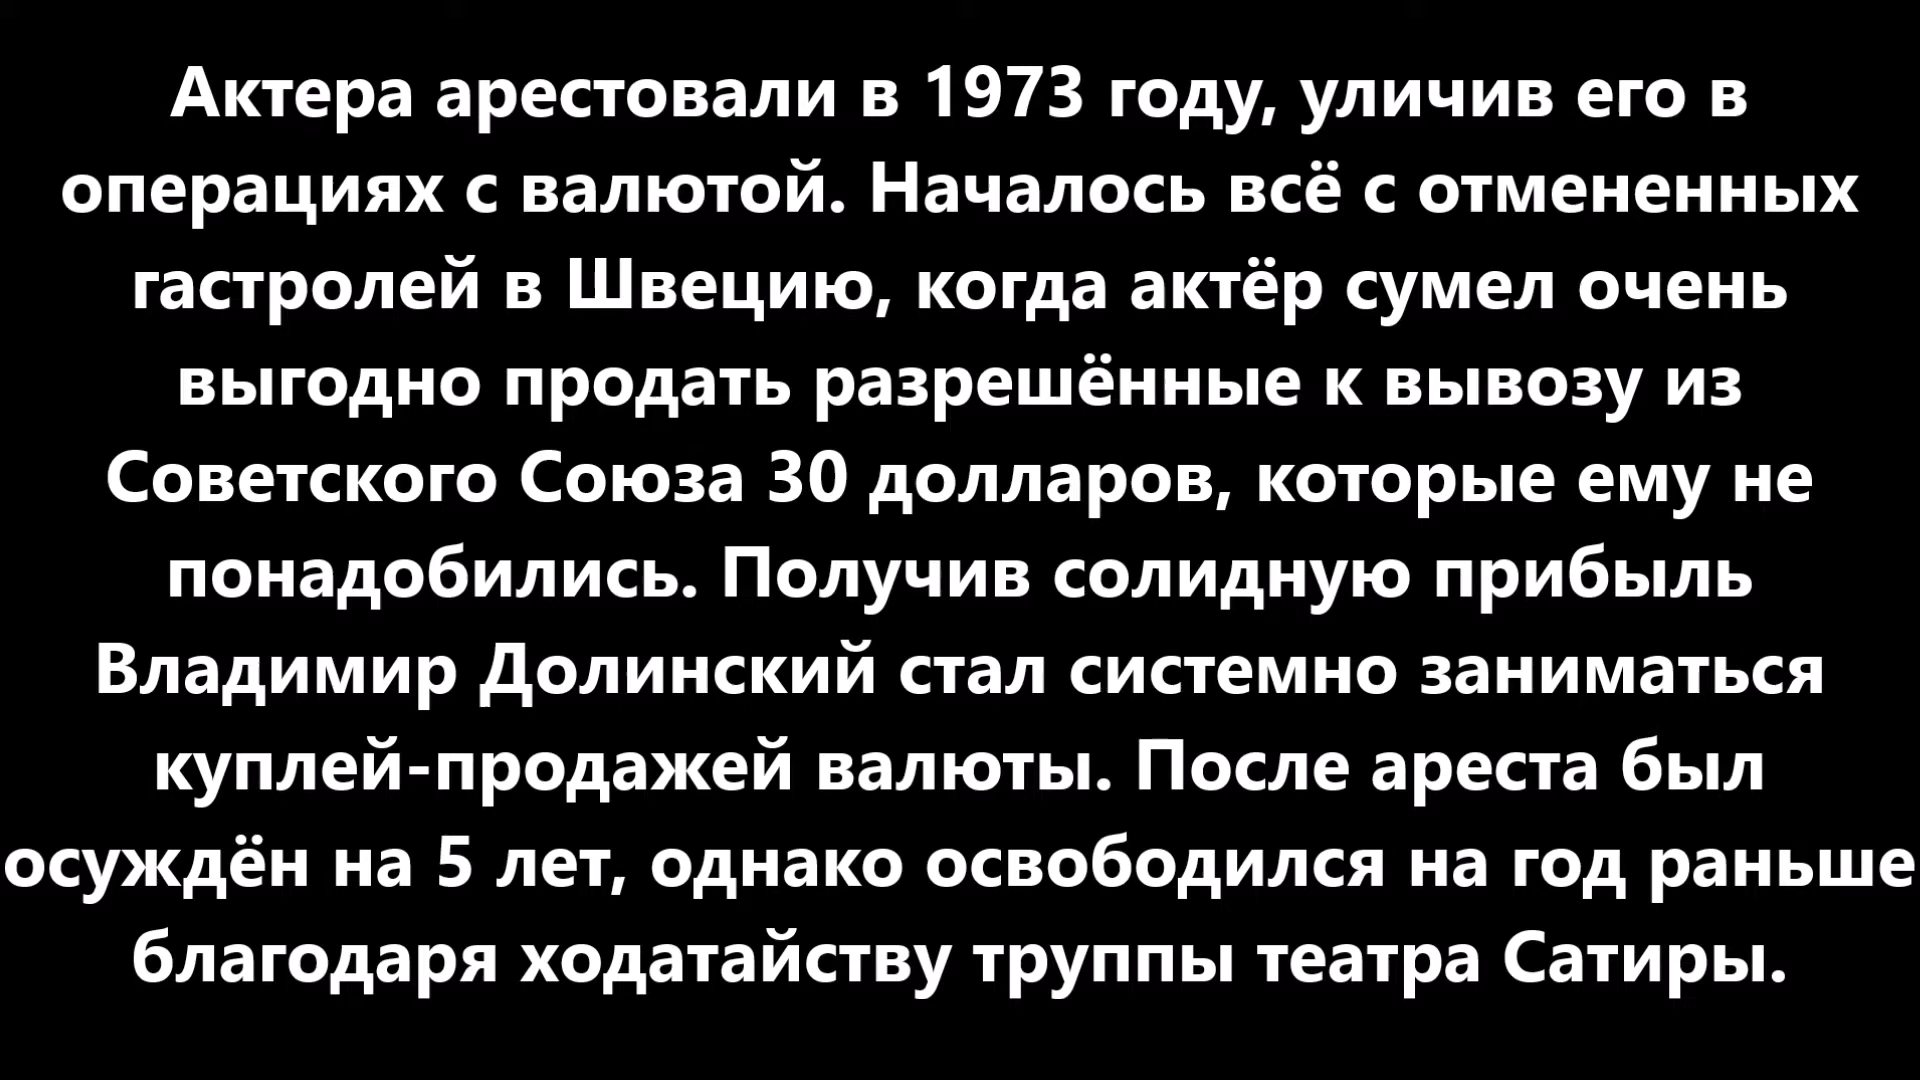 Актера арестовали в 1973 году, уличив его в
операциях с валютой. Началось всё с отмененных
гастролей в Швецию, когда актёр сумел очень
выгодно продать разрешённые к вывозу из
Советского Союза 30 долларов, которые ему не
понадобились. Получив солидную прибыль
Владимир Долинский стал системно заниматься
куплей-продажей валюты. После ареста был
осуждён на 5 лет, однако освободился на год раньше
благодаря ходатайству труппы театра Сатиры.